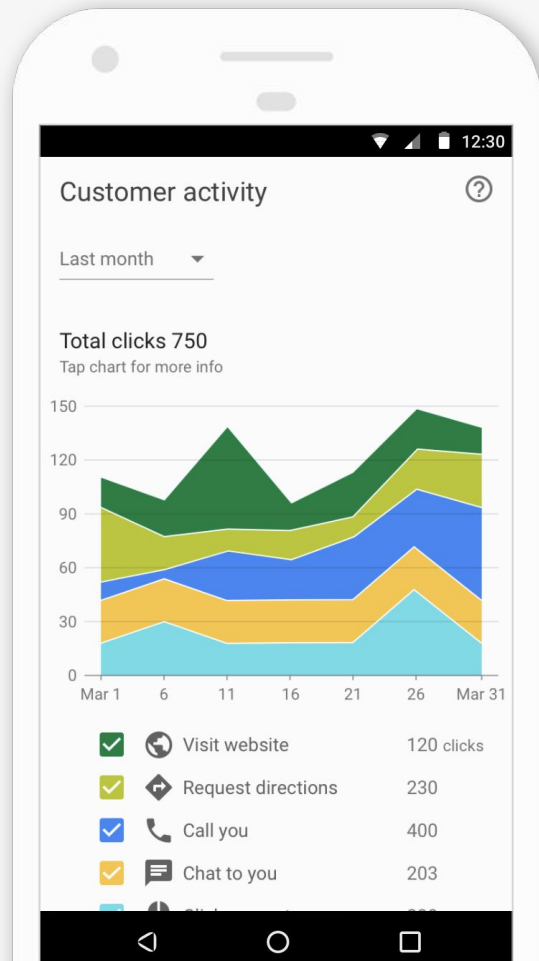 12:30
Customer activity
Last month
Total clicks 750
Tap chart for more info
150
120
90
60
30
0
Mar 1 6 11 16 21 26 Mar 31
Visit website 120 clicks
Request directions 230
Call you 400
Chat to you 203